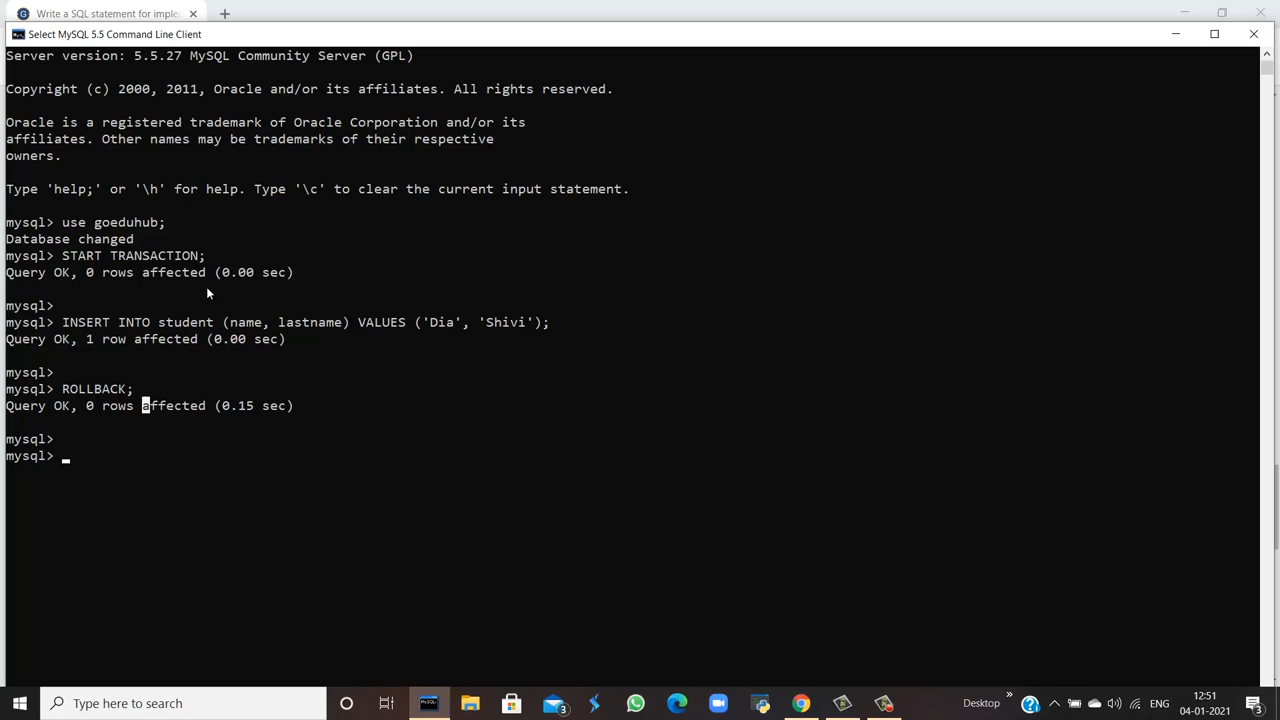 Write a SQL statement for imple
Select MySQL 5.5 Command Line Client
Server version: 5.5.27 MySQL Community Server (GPL)
Copyright (c) 2000, 2011, Oracle and/or its affiliates. All rights reserved.
Oracle is a registered trademark of Oracle Corporation and/or its
affiliates. Other names may be trademarks of their respective
owners.
Type 'help;' or '\h' for help. Type '\c' to clear the current input statement.
mysql> use goeduhub;
Database changed
mysql> START TRANSACTION;
Query OK, 0 rows affected (0.00 sec)
mysql>
mysql> INSERT INTO student (name, lastname) VALUES ('Dia', 'Shivi');
Query OK, 1 row affected (0.00 sec)
mysql>
mysql> ROLLBACK;
Query OK, 0 rows affected (0.15 sec)
mysql>
mysql> _
Type here to search
3
Desktop
»
ENG
12:51
04-01-2021
3